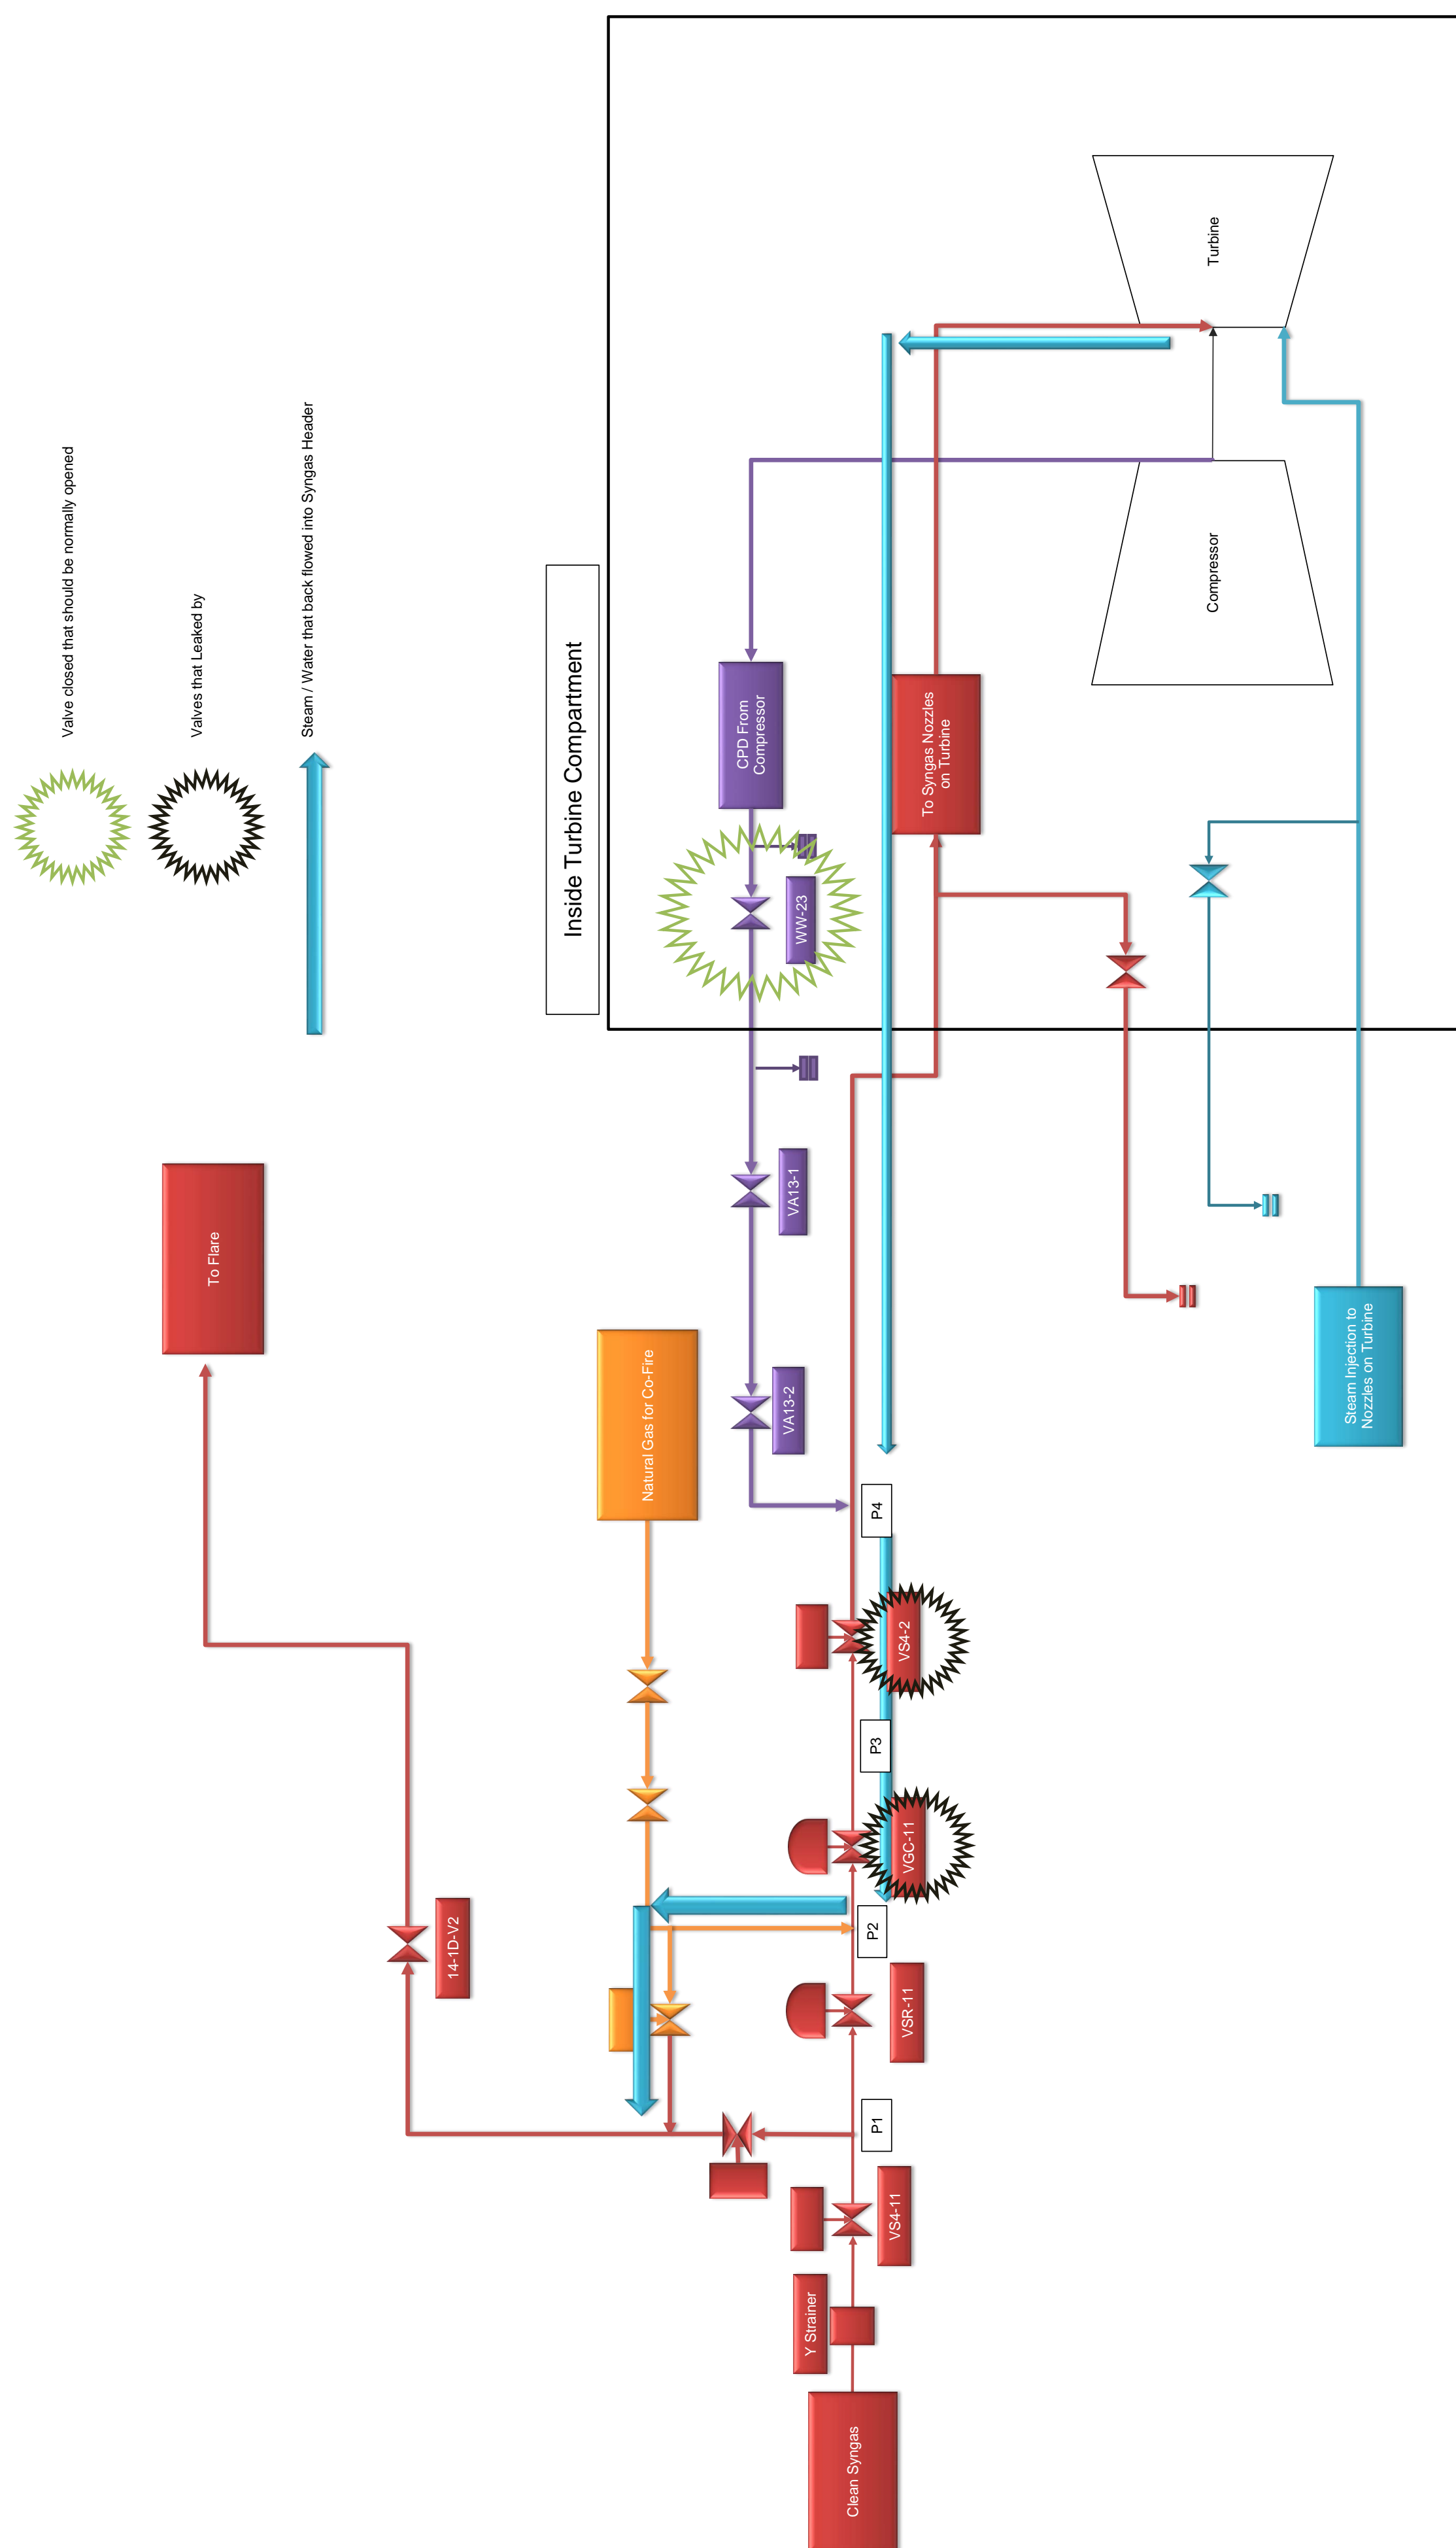 Valve closed that should be normally opened
Valves that Leaked by
Steam / Water that back flowed into Syngas Header
To Flare
14-1D-V2
Inside Turbine Compartment
Natural Gas for Co-Fire
CPD From
Compressor
WW-23
VA13-1
VA13-2
To Syngas Nozzles
on Turbine
Clean Syngas
Y Strainer
VS4-11
P1
VSR-11
P2
VGC-11
P3
VS4-2
P4
Compressor
Turbine
Steam Injection to
Nozzles on Turbine